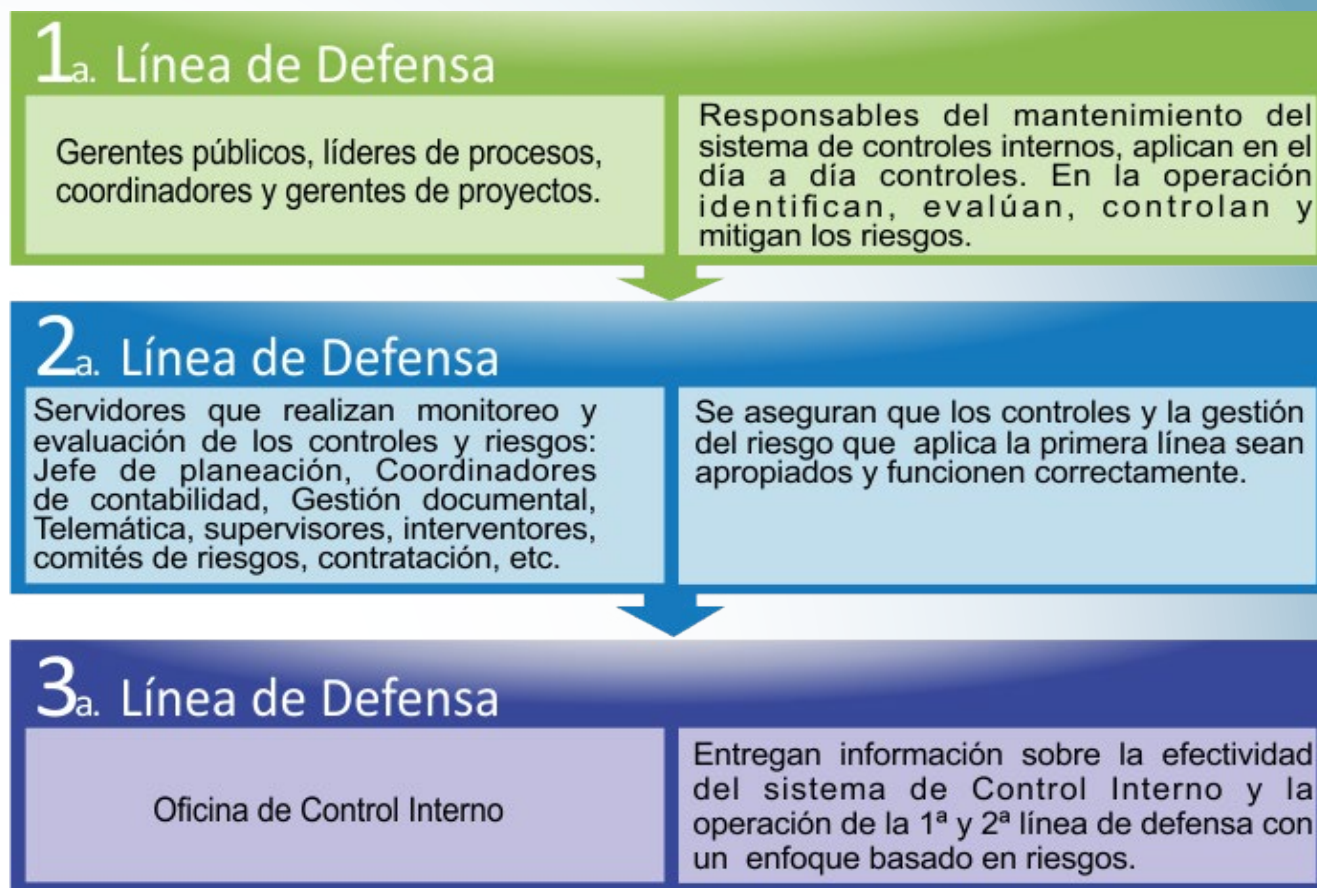 1a. Línea de Defensa
Gerentes públicos, líderes de procesos,
coordinadores y gerentes de proyectos.
Responsables del mantenimiento del
sistema de controles internos, aplican en el
día a día controles. En la operación
identifican, evalúan, controlan y
mitigan los riesgos.
2a. Línea de Defensa
Servidores que realizan monitoreo y
evaluación de los controles y riesgos:
Jefe de planeación, Coordinadores
de contabilidad, Gestión documental,
Telemática, supervisores, interventores,
comités de riesgos, contratación, etc.
Se aseguran que los controles y la gestión
del riesgo que aplica la primera línea sean
apropiados y funcionen correctamente.
3a. Línea de Defensa
Oficina de Control Interno
Entregan información sobre la efectividad
del sistema de Control Interno y la
operación de la 1ª y 2ª línea de defensa con
un enfoque basado en riesgos.